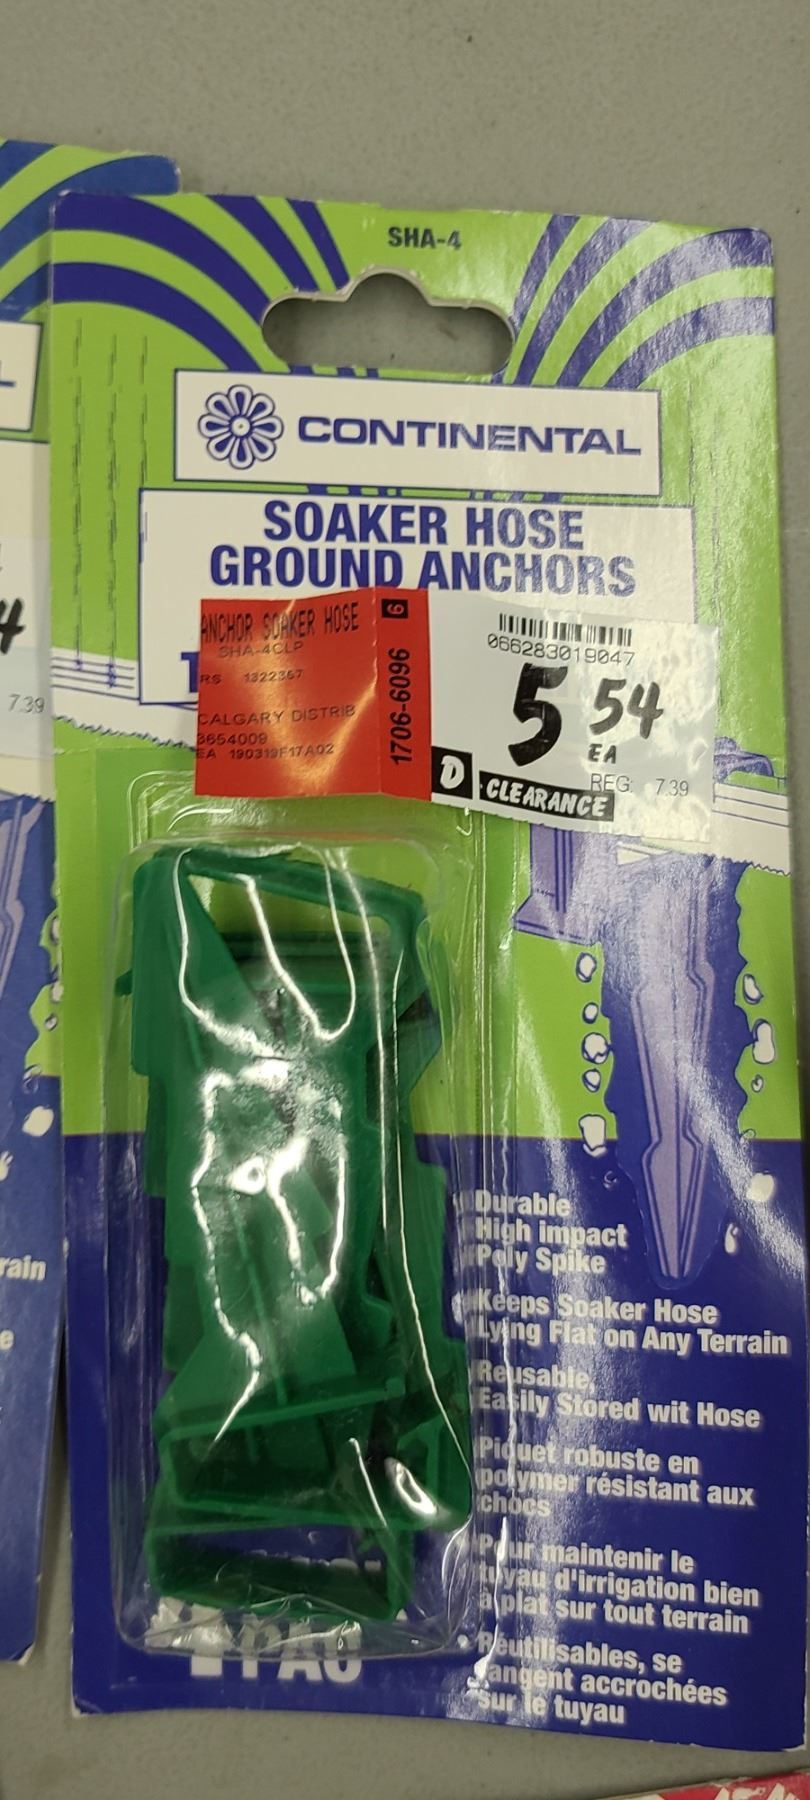 SHA-4
CONTINENTAL
SOAKER HOSE
GROUND ANCHORS
ANCHOR SOAKER HOSE
SHA-4CLP
RS 1322367
CALGARY DISTRIB
3654009
EA 190319F17A02
1706-6096
6
066283019047
5 54
EA
REG: 7.39
D CLEARANCE
Durable
High impact
Poly Spike
Keeps Soaker Hose
Lying Flat on Any Terrain
Reusable,
Easily Stored wit Hose
Piquet robuste en
polymer résistant aux
chocs
Pour maintenir le
tuyau d'irrigation bien
à plat sur tout terrain
Réutilisables, se
rangent accrochées
sur le tuyau
PAC
4
7.39
rain
e